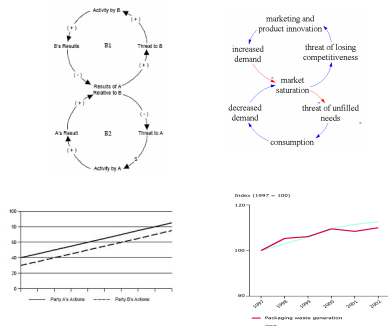 Activity by B
( + )
( + )
B's Results
B1
Threat to B
( - )
( + )
Results of A
Relative to B
( + )
( - )
A's Result
B2
Threat to A
( + )
S
Activity by A
marketing and
product innovation
increased
demand
threat of losing
competitiveness
market
saturation
decreased
demand
threat of unfilled
needs
consumption
100
80
60
40
20
0
Party A's Actions
Party B's Actions
Index (1997 = 100)
120
100
80
1997
1998
1999
2000
2001
2002
Packaging waste generation